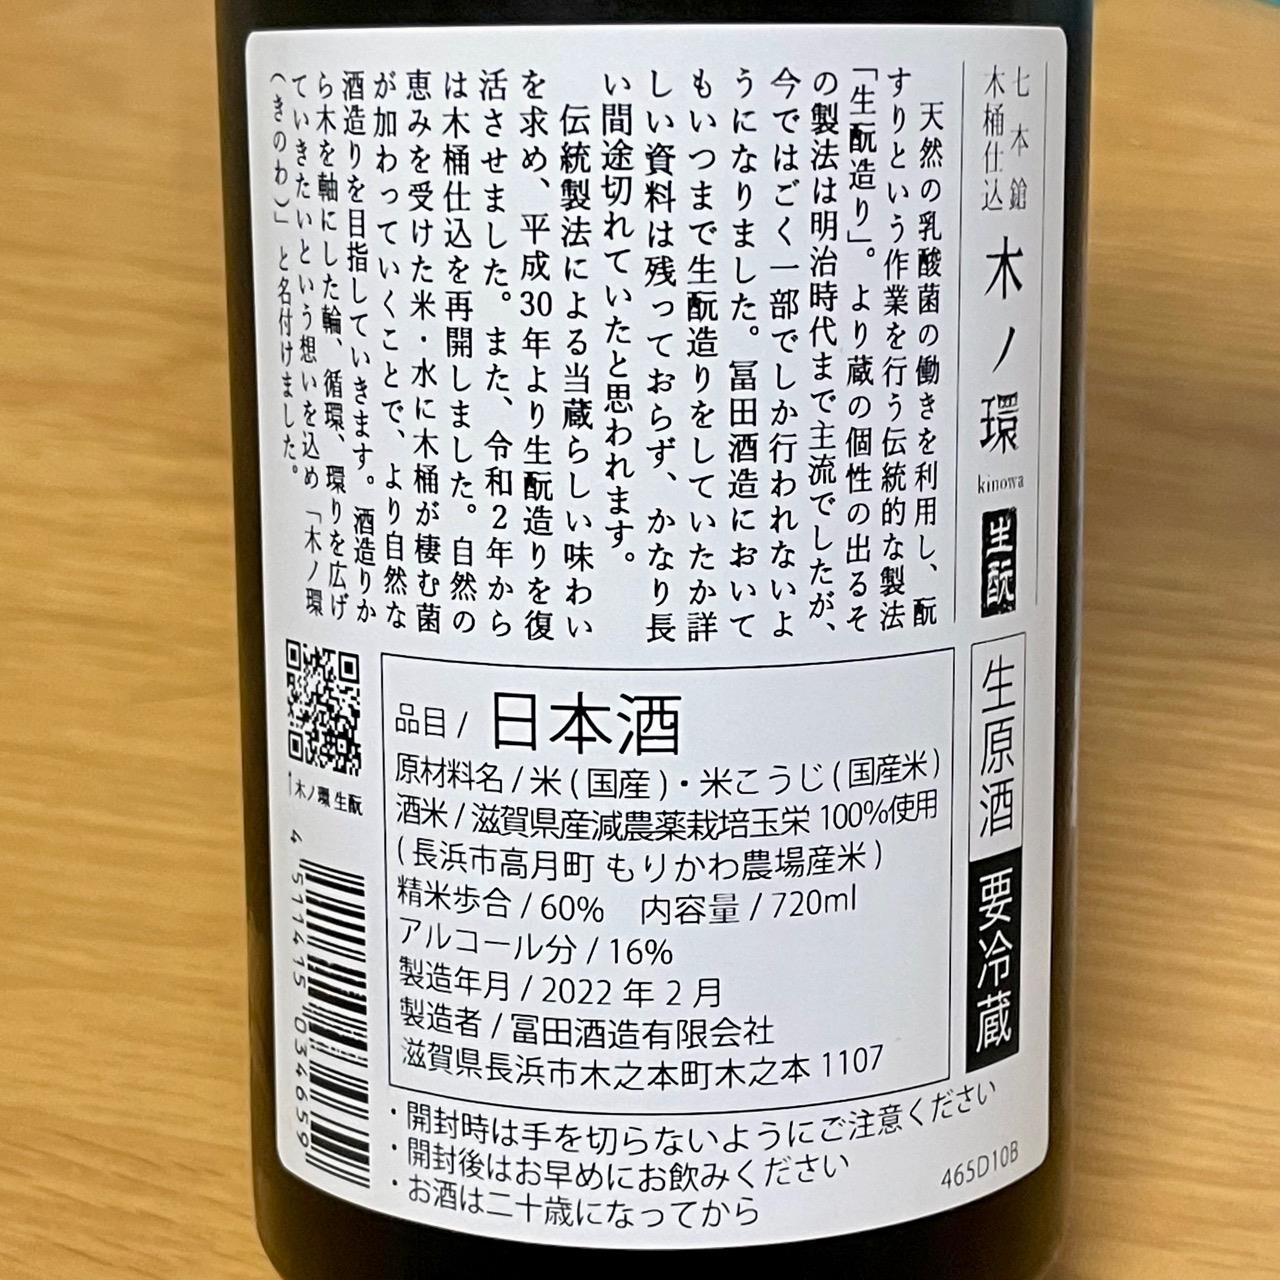 七本鎗
木桶仕込
木ノ環
kinowa
生酛
生原酒
要冷蔵
天然の乳酸菌の働きを利用し、酛
すりという作業を行う伝統的な製法
「生酛造り」。より蔵の個性の出るそ
の製法は明治時代まで主流でしたが、
今ではごく一部でしか行われないよ
うになりました。冨田酒造において
もいつまで生酛造りをしていたか詳
しい資料は残っておらず、かなり長
い間途切れていたと思われます。
伝統製法による当蔵らしい味わい
を求め、平成30年より生酛造りを復
活させました。また、令和2年から
は木桶仕込を再開しました。自然の
恵みを受けた米・水に木桶が棲む菌
が加わっていくことで、より自然な
酒造りを目指していきます。酒造りか
ら木を軸にした輪、循環、環りを広げ
ていきたいという想いを込め「木ノ環
（きのわ）」と名付けました。
木ノ環 生酛
4 511415 034659
品目 / 日本酒
原材料名 / 米 ( 国産 )・米こうじ ( 国産米 )
酒米 / 滋賀県産減農薬栽培玉栄 100%使用
( 長浜市高月町 もりかわ農場産米 )
精米歩合 / 60% 内容量 / 720ml
アルコール分 / 16%
製造年月 / 2022 年 2 月
製造者 / 冨田酒造有限会社
滋賀県長浜市木之本町木之本 1107
・開封時は手を切らないようにご注意ください
・開封後はお早めにお飲みください
・お酒は二十歳になってから
465D10B